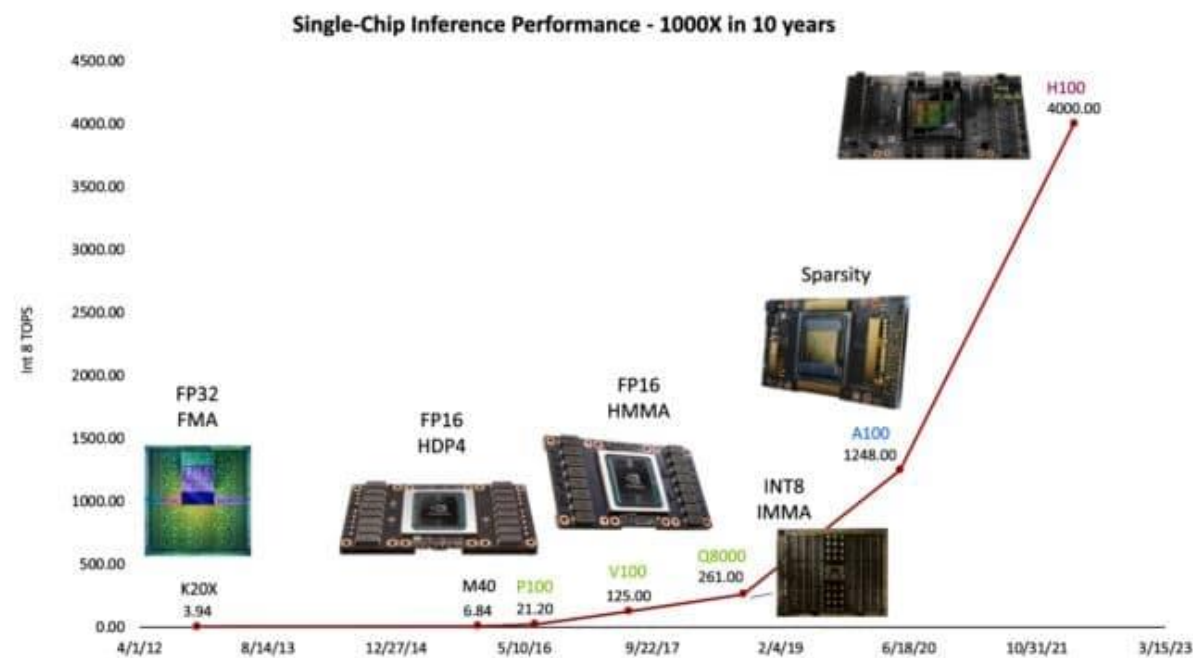 Single-Chip Inference Performance - 1000X in 10 years
4500.00
4000.00
3500.00
3000.00
2500.00
2000.00
1500.00
1000.00
500.00
0.00
Int 8 TOPS
FP32
FMA
K20X
3.94
FP16
HDP4
M40
6.84
P100
21.20
FP16
HMMA
V100
125.00
Q8000
261.00
INT8
IMMA
Sparsity
A100
1248.00
H100
4000.00
4/1/12
8/14/13
12/27/14
5/10/16
9/22/17
2/4/19
6/18/20
10/31/21
3/15/23